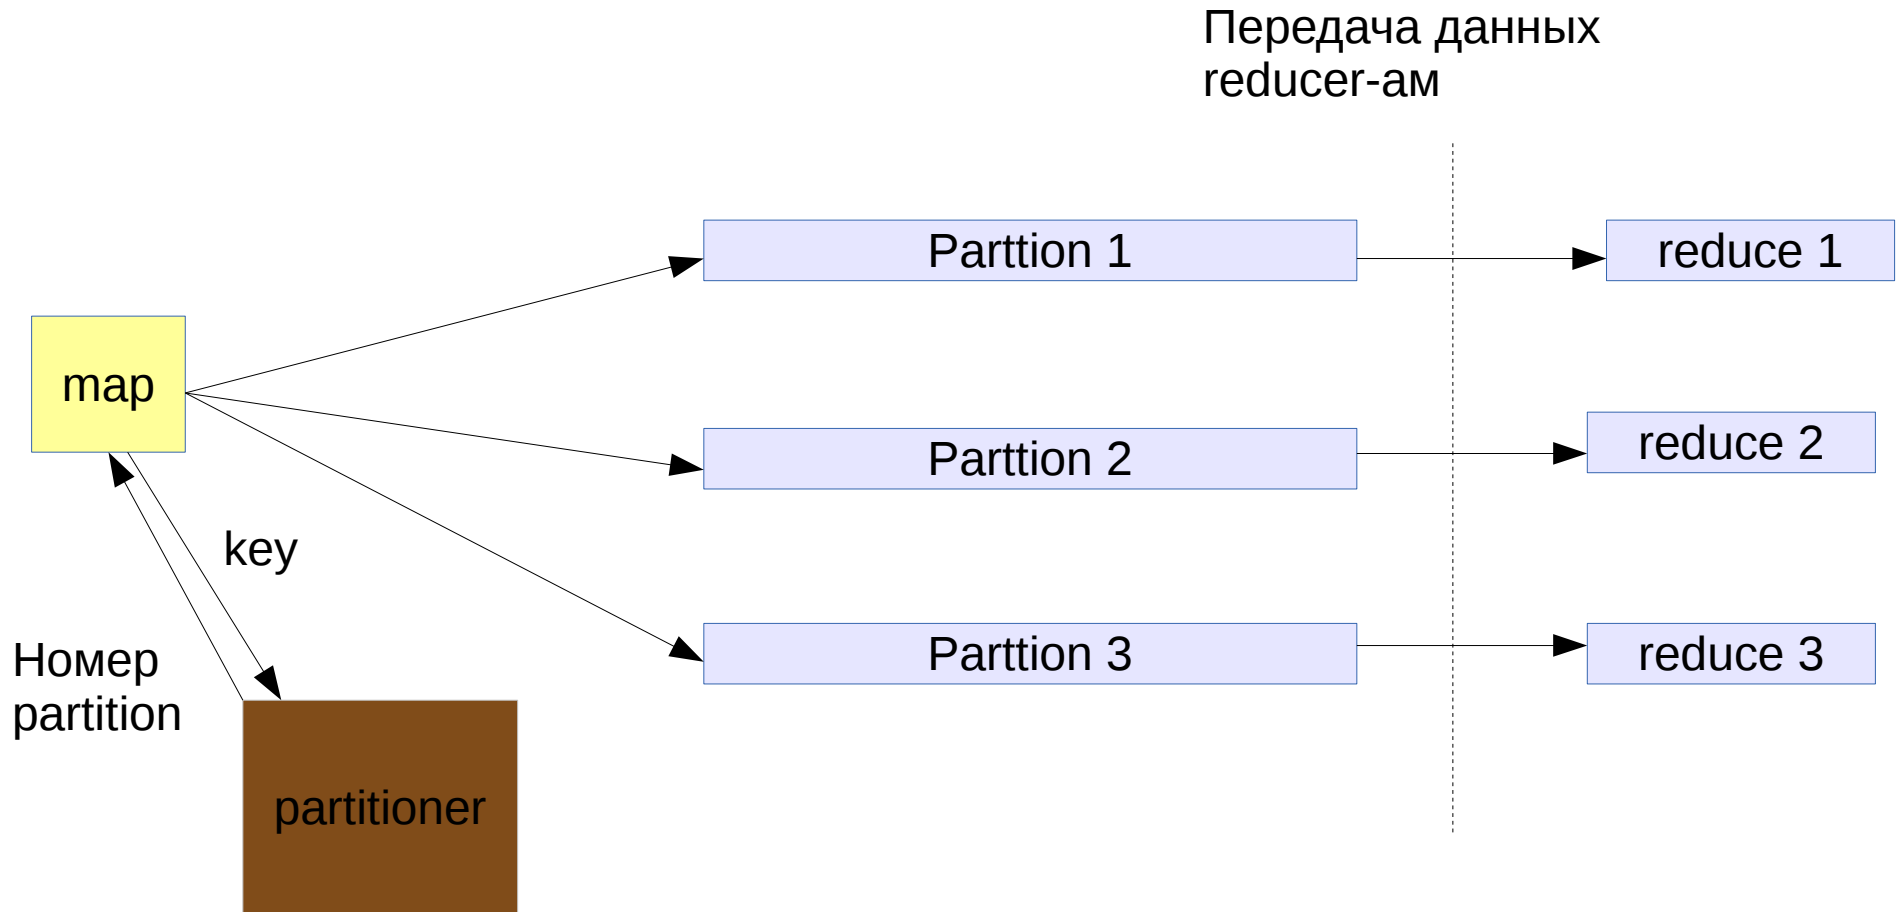 Передача данных
reducer-ам
Parttion 1
reduce 1
map
Parttion 2
reduce 2
key
Номер
partition
Parttion 3
reduce 3
partitioner